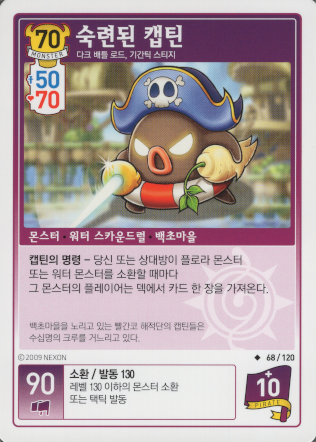 70
MONSTER
숙련된 캡틴
다크 배틀 로드, 기간틱 스티지
50
70
몬스터 · 워터 스카운드럴 · 백초마을
캡틴의 명령 – 당신 또는 상대방이 플로라 몬스터
또는 워터 몬스터를 소환할 때마다
그 몬스터의 플레이어는 덱에서 카드 한 장을 가져온다.
백초마을을 노리고 있는 빨간코 해적단의 캡틴들은
수십명의 크루를 거느리고 있다.
©2009 NEXON
◆ 68 / 120
90
소환 / 발동 130
레벨 130 이하의 몬스터 소환
또는 택틱 발동
+
10
PIRATE